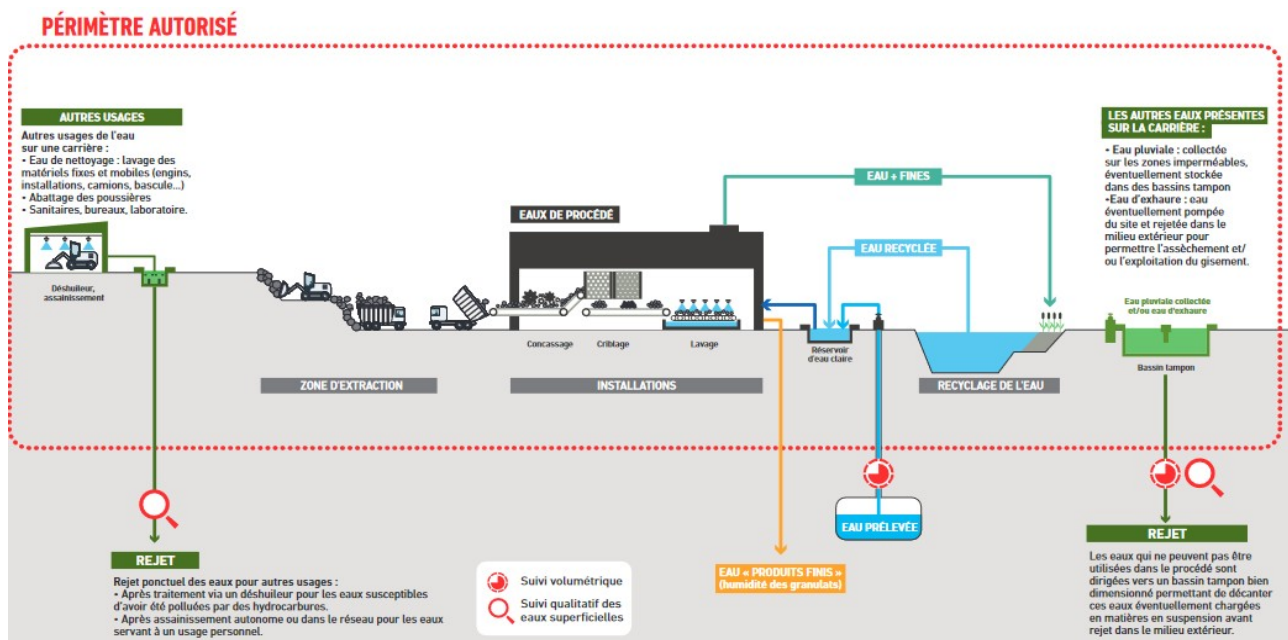 PÉRIMÈTRE AUTORISÉ
AUTRES USAGES
Autres usages de l'eau
sur une carrière :
• Eau de nettoyage : lavage des
matériels fixes et mobiles (engins,
installations, camions, bascule...)
• Abattage des poussières
• Sanitaires, bureaux, laboratoire.
Déshuileur,
assainissement
ZONE D'EXTRACTION
EAUX DE PROCÉDÉ
Concassage
Criblage
Lavage
INSTALLATIONS
EAU + FINES
EAU RECYCLÉE
Réservoir
d'eau claire
RECYCLAGE DE L'EAU
LES AUTRES EAUX PRÉSENTES
SUR LA CARRIÈRE :
• Eau pluviale : collectée
sur les zones imperméables,
éventuellement stockée
dans des bassins tampon
•Eau d'exhaure : eau
éventuellement pompée
du site et rejetée dans le
milieu extérieur pour
permettre l'assèchement et/
ou l'exploitation du gisement.
Eau pluviale collectée
et/ou eau d'exhaure
Bassin tampon
REJET
Rejet ponctuel des eaux pour autres usages :
• Après traitement via un déshuileur pour les eaux susceptibles
d'avoir été polluées par des hydrocarbures.
• Après assainissement autonome ou dans le réseau pour les eaux
servant à un usage personnel.
Suivi volumétrique
Suivi qualitatif des
eaux superficielles
EAU « PRODUITS FINIS »
(humidité des granulats)
EAU PRÉLEVÉE
REJET
Les eaux qui ne peuvent pas être
utilisées dans le procédé sont
dirigées vers un bassin tampon bien
dimensionné permettant de décanter
ces eaux éventuellement chargées
en matières en suspension avant
rejet dans le milieu extérieur.